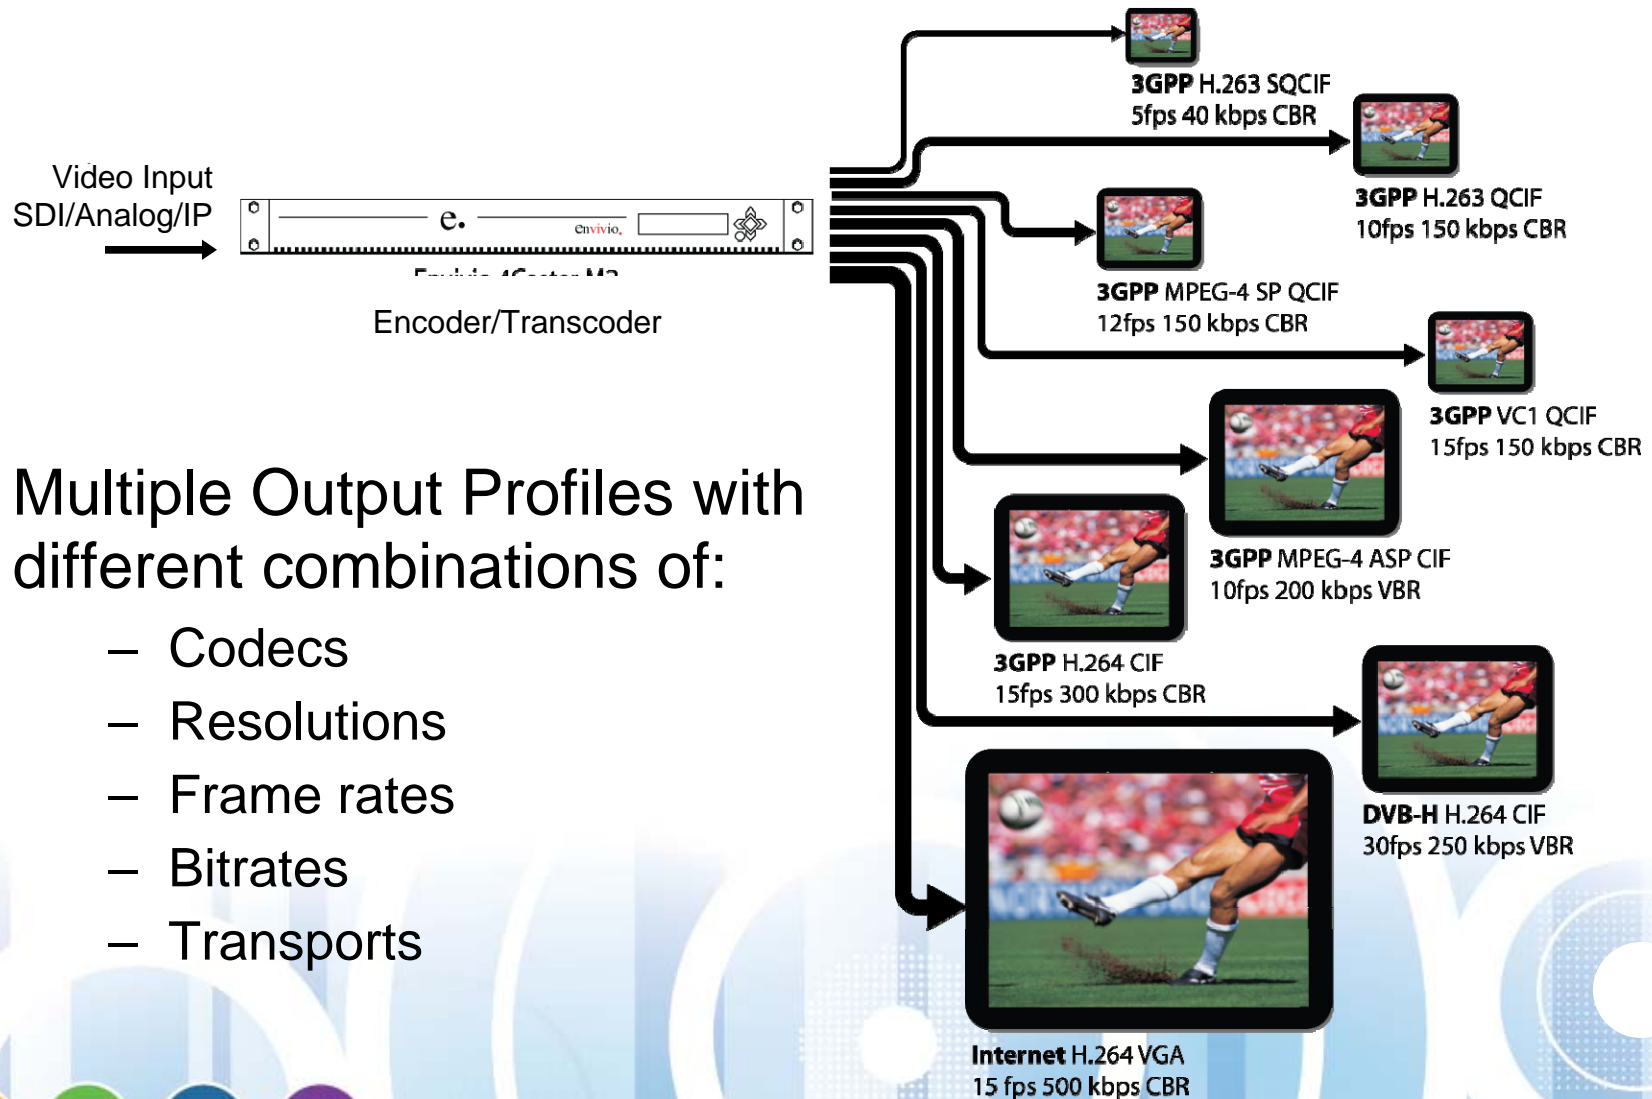 Video Input
SDI/Analog/IP
e.
envivio.
Encoder/Transcoder
Multiple Output Profiles with
different combinations of:
– Codecs
– Resolutions
– Frame rates
– Bitrates
– Transports
3GPP H.263 SQCIF
5fps 40 kbps CBR
3GPP H.263 QCIF
10fps 150 kbps CBR
3GPP MPEG-4 SP QCIF
12fps 150 kbps CBR
3GPP VC1 QCIF
15fps 150 kbps CBR
3GPP MPEG-4 ASP CIF
10fps 200 kbps VBR
3GPP H.264 CIF
15fps 300 kbps CBR
DVB-H H.264 CIF
30fps 250 kbps VBR
Internet H.264 VGA
15 fps 500 kbps CBR